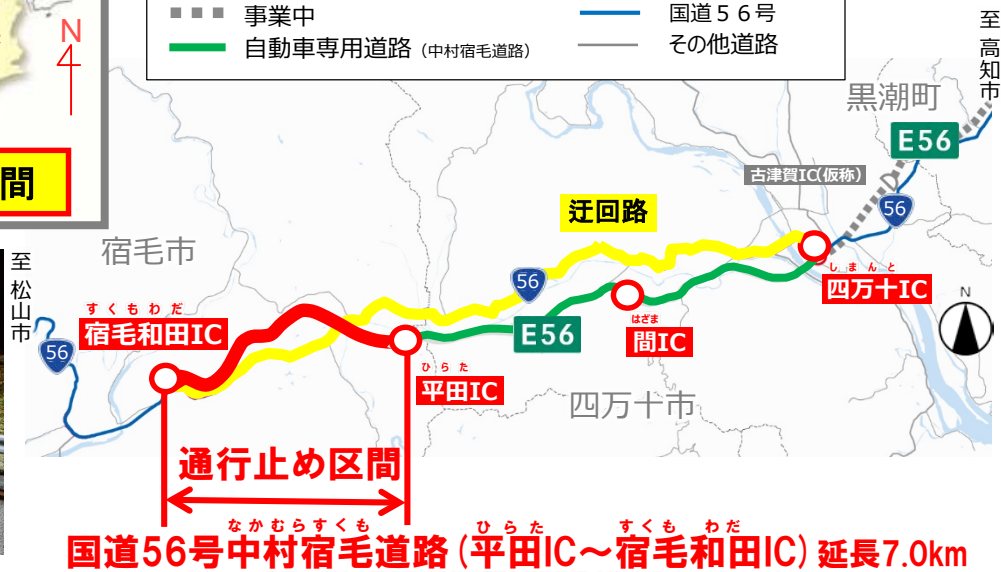 事業中
国道５６号
自動車専用道路（中村宿毛道路）
その他道路
N
間
至高知市
黒潮町
E56
古津賀IC(仮称)
56
迂回路
宿毛市
至松山市
しまんと
四万十IC
56
N
すくもわだ
宿毛和田IC
56
E56
はざま
間IC
ひらた
平田IC
四万十市
通行止め区間
なかむらすくも ひらた すくも わだ
国道56号中村宿毛道路(平田IC～宿毛和田IC) 延長7.0km